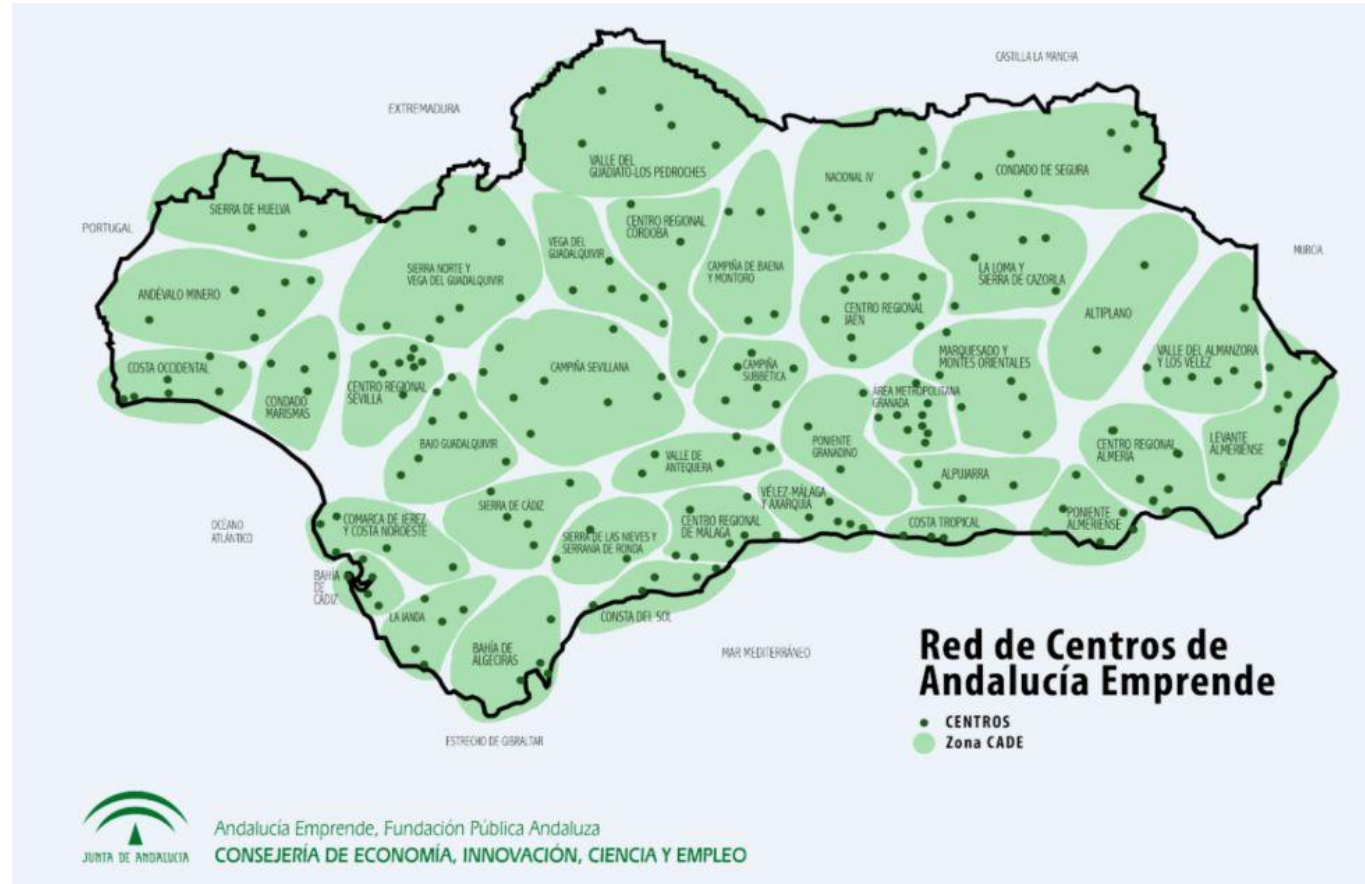 CASTILLA LA MANCHA
EXTREMADURA
VALLE DEL
GUADIATO-LOS PEDROCHES
NACIONAL IV
CONDADO DE SEGURA
SIERRA DE HUELVA
PORTUGAL
CENTRO REGIONAL
CÓRDOBA
VEGA DEL
GUADALQUIVIR
MURCIA
SIERRA NORTE Y
VEGA DEL GUADALQUIVIR
CAMPIÑA DE BAENA
Y MONTORO
LA LOMA Y
SIERRA DE CAZORLA
ANDÉVALO MINERO
CENTRO REGIONAL
JAÉN
ALTIPLANO
COSTA OCCIDENTAL
CONDADO
MARISMAS
CENTRO REGIONAL
SEVILLA
CAMPIÑA SEVILLANA
CAMPIÑA
SUBBÉTICA
MARQUESADO Y
MONTES ORIENTALES
VALLE DEL ALMANZORA
Y LOS VÉLEZ
ÁREA METROPOLITANA
GRANADA
BAJO GUADALQUIVIR
VALLE DE
ANTEQUERA
PONIENTE
GRANADINO
CENTRO REGIONAL
ALMERÍA
LEVANTE
ALMERIENSE
ALPUJARRA
OCÉANO
ATLÁNTICO
COMARCA DE JEREZ
Y COSTA NOROESTE
SIERRA DE CÁDIZ
SIERRA DE LAS NIEVES Y
SERRANÍA DE RONDA
CENTRO REGIONAL
DE MÁLAGA
VÉLEZ-MÁLAGA
Y AXARQUÍA
COSTA TROPICAL
PONIENTE
ALMERIENSE
BAHÍA
DE
CÁDIZ
LA JANDA
BAHÍA DE
ALGECIRAS
CONSTA DEL SOL
MAR MEDITERRÁNEO
ESTRECHO DE GIBRALTAR
Red de Centros de
Andalucía Emprende
CENTROS
Zona CADE
JUNTA DE ANDALUCIA
Andalucía Emprende, Fundación Pública Andaluza
CONSEJERÍA DE ECONOMÍA, INNOVACIÓN, CIENCIA Y EMPLEO